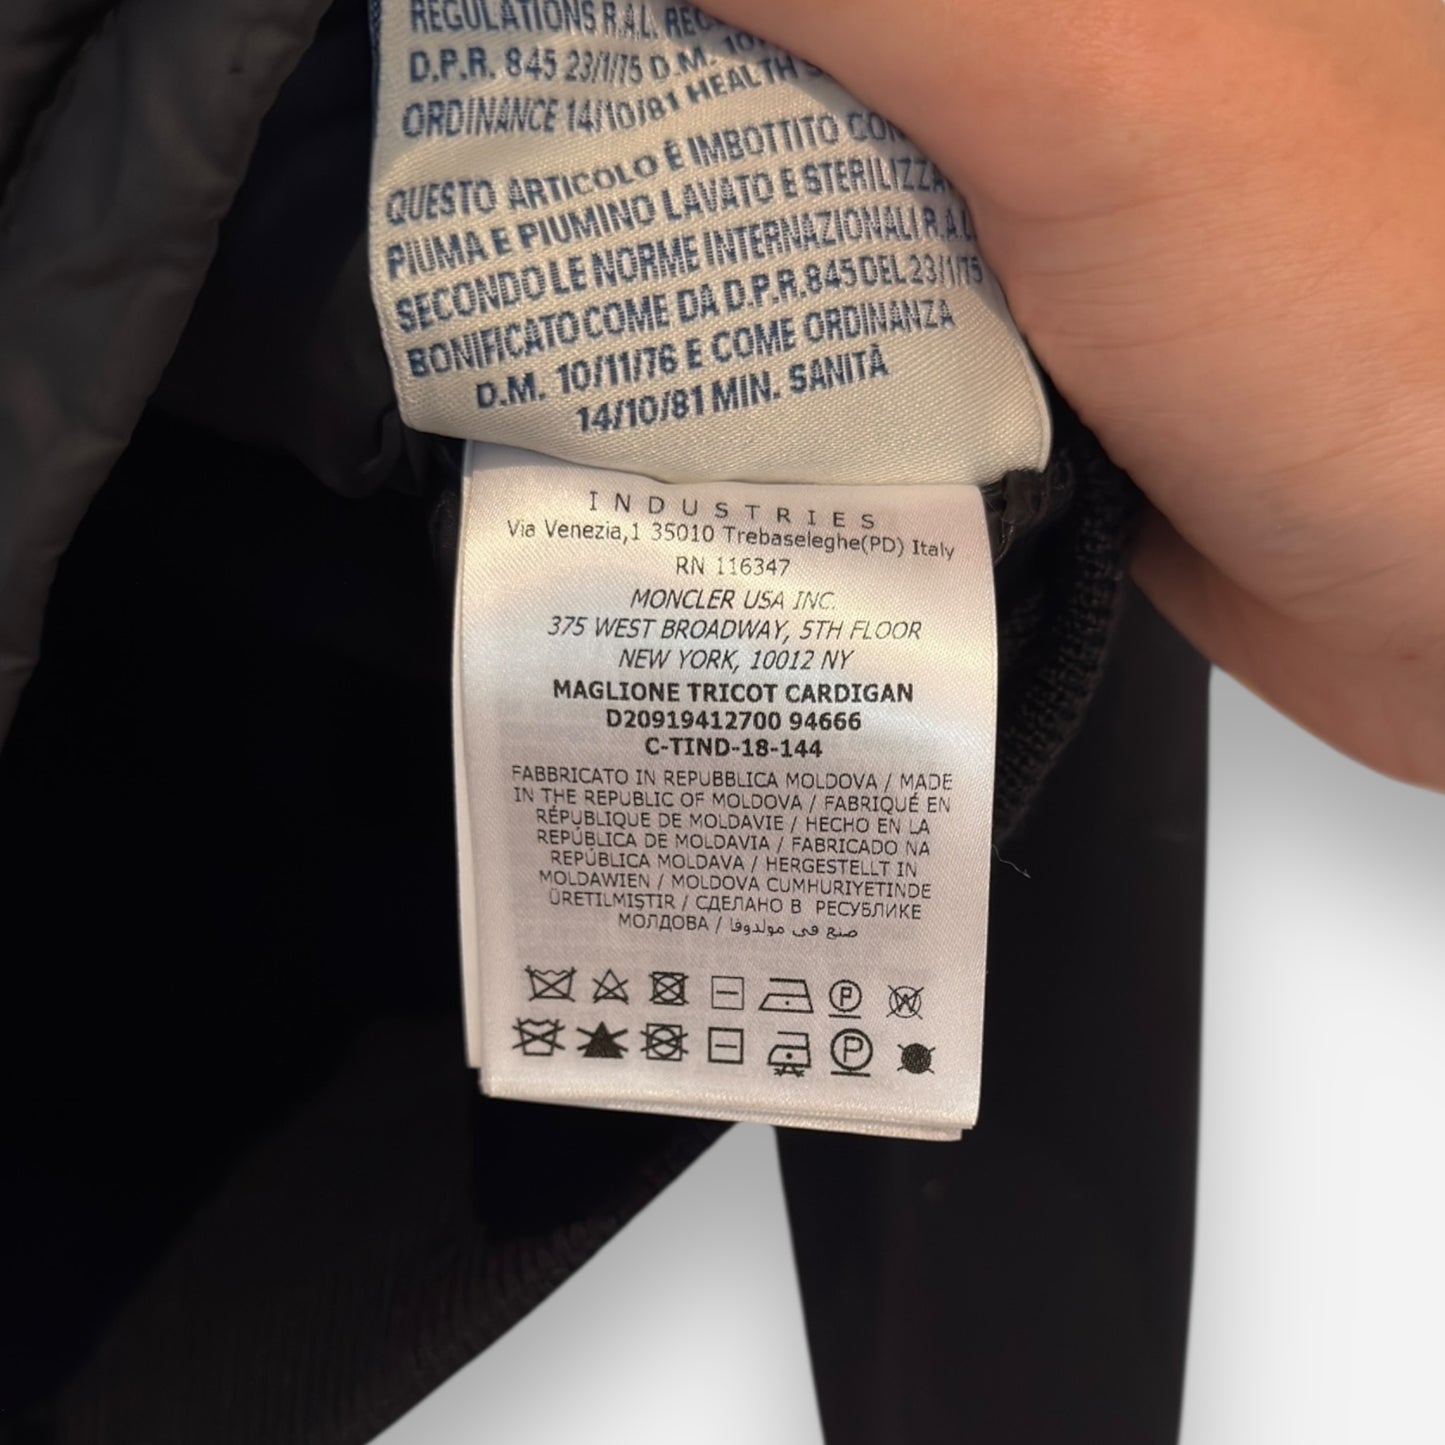 REGULATIONS R.A.L.
D.P.R. 845 23/1/75 D.M.
ORDINANCE 14/10/81 HEALTH
QUESTO ARTICOLO È IMBOTTITO CON
PIUMA E PIUMINO LAVATO E
SECONDO LE NORME INTERNAZIONALI R.A.L.
BONIFICATO COME DA D.P.R. 845 DEL 23/1/75
D.M. 10/11/76 E COME ORDINANZA
14/10/81 MIN. SANITÀ
INDUSTRIES
Via Venezia,1 35010 Trebaseleghe(PD) Italy
RN 116347
MONCLER USA INC.
375 WEST BROADWAY, 5TH FLOOR
NEW YORK, 10012 NY
MAGLIONE TRICOT CARDIGAN
D20919412700 94666
C-TIND-18-144
FABBRICATO IN REPUBBLICA MOLDOVA / MADE
IN THE REPUBLIC OF MOLDOVA / FABRIQUÉ EN
RÉPUBLIQUE DE MOLDAVIE / HECHO EN LA
REPÚBLICA DE MOLDAVIA / FABRICADO NA
REPÚBLICA MOLDAVA / HERGESTELLT IN
MOLDAWIEN / MOLDOVA CUMHURIYETINDE
ÜRETILMIŞTIR / СДЕЛАНО В РЕСУБЛИКЕ
МОЛДОВА / صنع في مولدوفا
P W
P